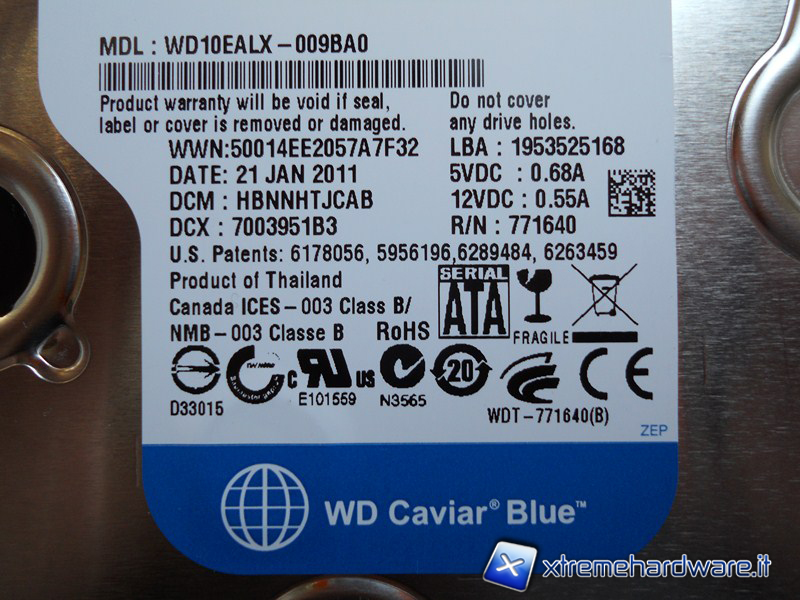 MDL : WD10EALX – 009BA0
Product warranty will be void if seal,
label or cover is removed or damaged.
Do not cover
any drive holes.
WWN:50014EE2057A7F32
DATE: 21 JAN 2011
DCM : HBNNHTJCAB
DCX : 7003951B3
LBA : 1953525168
5VDC : 0.68A
12VDC : 0.55A
R/N : 771640
U.S. Patents: 6178056, 5956196,6289484, 6263459
Product of Thailand
Canada ICES – 003 Class B/
NMB – 003 Classe B
RoHS
SERIAL
ATA
FRAGILE
D33015
c UR US
E101559
N3565
20
CE
WDT – 771640(B)
ZEP
WD Caiar® Blue™
xtremehardware.it